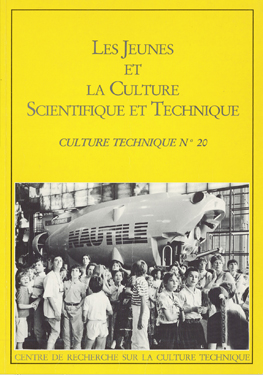 LES JEUNES
ET
LA CULTURE
SCIENTIFIQUE ET TECHNIQUE
CULTURE TECHNIQUE N° 20
NAUTILE
CENTRE DE RECHERCHE SUR LA CULTURE TECHNIQUE